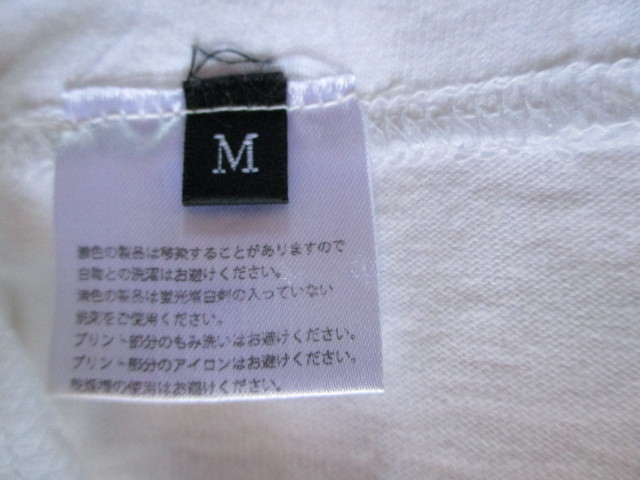 M
濃色の製品は移染することがありますので
白物との洗濯はお避けください。
淡色の製品は蛍光増白剤の入っていない
洗剤をご使用ください。
プリント部分のもみ洗いはお避けください。
プリント部分のアイロンはお避けください。
乾燥機の使用はお避けください。